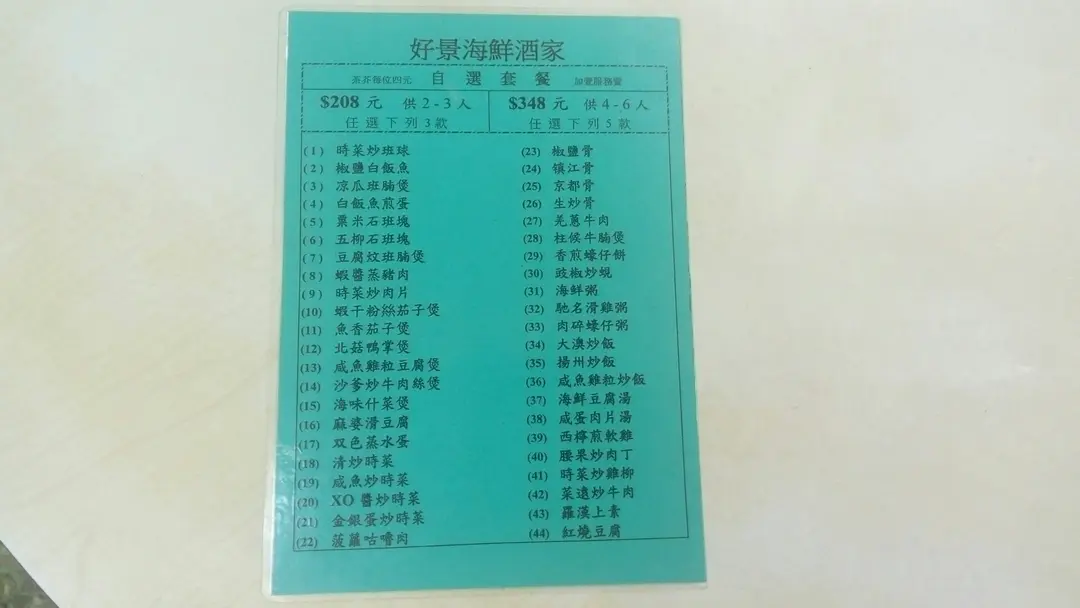 好景海鮮酒家
茶芥每位四元 自選套餐 加壹服務費
$208 元 供 2 - 3 人
任選下列 3 款
$348 元 供 4 - 6 人
任選下列 5 款
(1) 時菜炒班球
(2) 椒鹽白飯魚
(3) 凉瓜班腩煲
(4) 白飯魚煎蛋
(5) 粟米石班塊
(6) 五柳石班塊
(7) 豆腐炆班腩煲
(8) 蝦醬蒸豬肉
(9) 時菜炒肉片
(10) 蝦干粉絲茄子煲
(11) 魚香茄子煲
(12) 北菇鴨掌煲
(13) 咸魚雞粒豆腐煲
(14) 沙爹炒牛肉絲煲
(15) 海味什菜煲
(16) 麻婆滑豆腐
(17) 双色蒸水蛋
(18) 清炒時菜
(19) 咸魚炒時菜
(20) XO 醬炒時菜
(21) 金銀蛋炒時菜
(22) 菠蘿咕嚕肉
(23) 椒鹽骨
(24) 镇江骨
(25) 京都骨
(26) 生炒骨
(27) 羌蔥牛肉
(28) 柱候牛腩煲
(29) 香煎蠔仔餅
(30) 豉椒炒蜆
(31) 海鮮粥
(32) 馳名滑雞粥
(33) 肉碎蠔仔粥
(34) 大澳炒飯
(35) 揚州炒飯
(36) 咸魚雞粒炒飯
(37) 海鮮豆腐湯
(38) 咸蛋肉片湯
(39) 西檸煎軟雞
(40) 腰果炒肉丁
(41) 時菜炒雞柳
(42) 菜遠炒牛肉
(43) 羅漢上素
(44) 紅燒豆腐